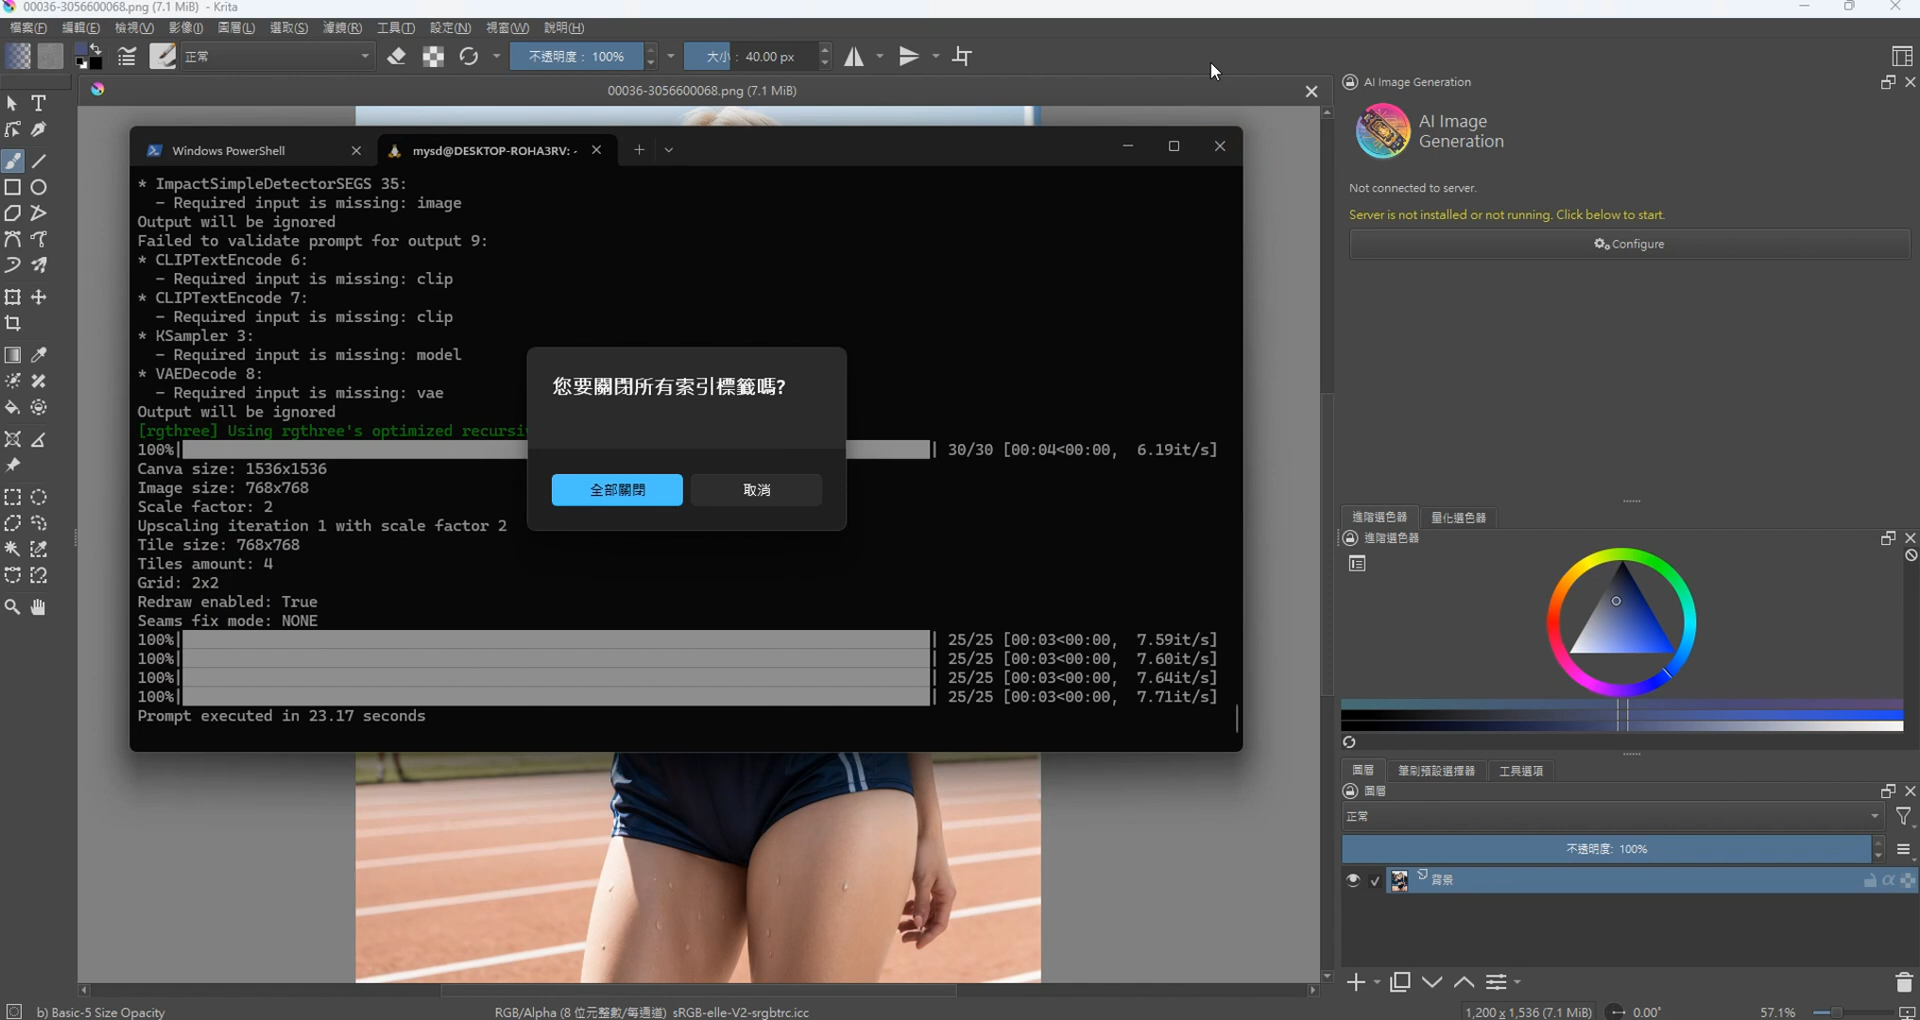 00036-3056600068.png (7.1 MiB) - Krita
檔案(F) 編輯(E) 檢視(V) 影像(I) 圖層(L) 選取(S) 濾鏡(R) 工具(T) 設定(N) 視窗(W) 說明(H)
正常 不透明度： 100% 大小： 40.00 px
00036-3056600068.png (7.1 MiB)
AI Image Generation
AI Image
Generation
Not connected to server.
Server is not installed or not running. Click below to start.
Configure
Windows PowerShell mysd@DESKTOP-ROHA3RV: -
* ImpactSimpleDetectorSEGS 35:
- Required input is missing: image
Output will be ignored
Failed to validate prompt for output 9:
* CLIPTextEncode 6:
- Required input is missing: clip
* CLIPTextEncode 7:
- Required input is missing: clip
* KSampler 3:
- Required input is missing: model
* VAEDecode 8:
- Required input is missing: vae
Output will be ignored
[rgthree] Using rgthree's optimized recursi
100%| | 30/30 [00:04<00:00, 6.19it/s]
Canva size: 1536x1536
Image size: 768x768
Scale factor: 2
Upscaling iteration 1 with scale factor 2
Tile size: 768x768
Tiles amount: 4
Grid: 2x2
Redraw enabled: True
Seams fix mode: NONE
100%| | 25/25 [00:03<00:00, 7.59it/s]
100%| | 25/25 [00:03<00:00, 7.60it/s]
100%| | 25/25 [00:03<00:00, 7.64it/s]
100%| | 25/25 [00:03<00:00, 7.71it/s]
Prompt executed in 23.17 seconds
您要關閉所有索引標籤嗎?
全部關閉 取消
進階選色器 量化選色器
進階選色器
圖層 筆刷預設選擇器 工具選項
圖層
正常
不透明度: 100%
背景
b) Basic-5 Size Opacity RGB/Alpha (8 位元整數/每通道) sRGB-elle-V2-srgbtrc.icc 1,200 x 1,536 (7.1 MiB) 0.00° 57.1%